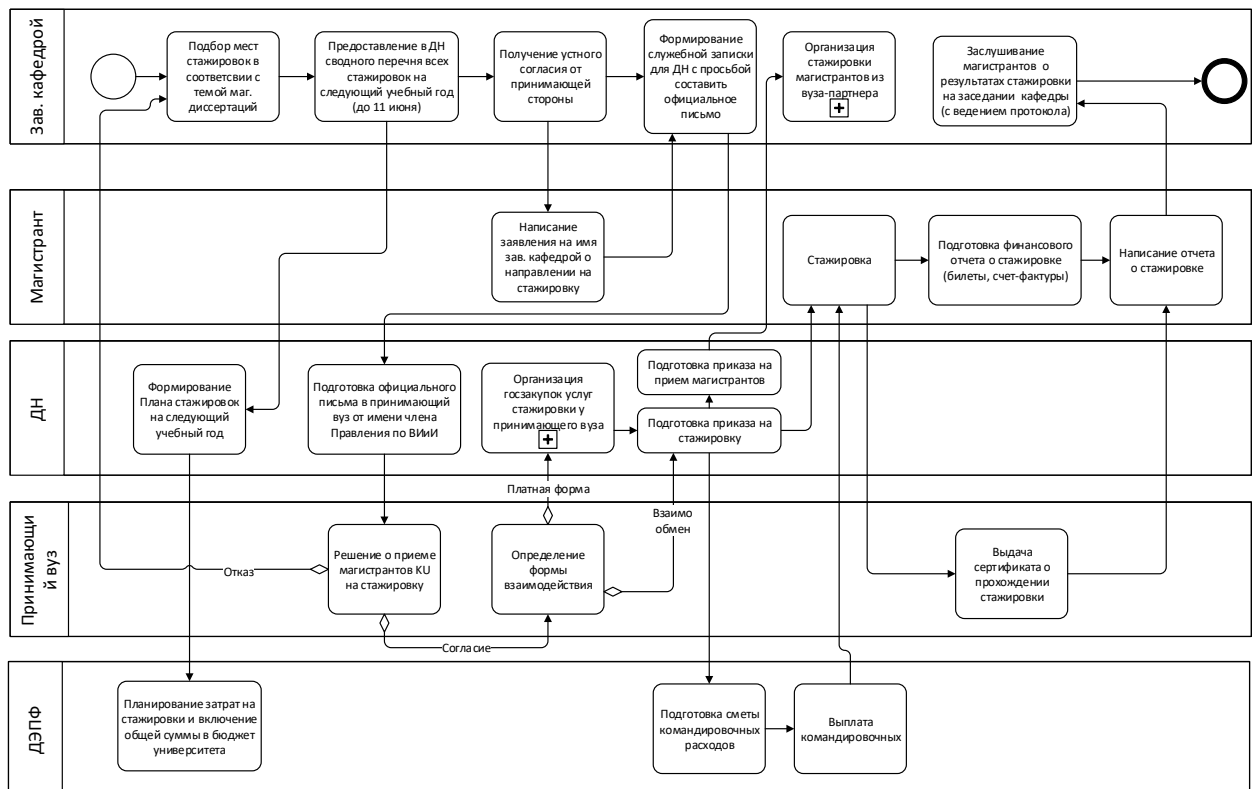 Зав. кафедрой
Подбор мест
стажировок в
соответсвии с
темой маг.
диссертаций
Предоставление в ДН
сводного перечня всех
стажировок на
следующий учебный год
(до 11 июня)
Получение устного
согласия от
принимающей
стороны
Формирование
служебной записки
для ДН с просьбой
составить
официальное
письмо
Организация
стажировки
магистрантов из
вуза-партнера
Заслушивание
магистрантов о
результатах стажировки
на заседании кафедры
(с ведением протокола)
Магистрант
Написание
заявления на имя
зав. кафедрой о
направлении на
стажировку
Стажировка
Подготовка финансового
отчета о стажировке
(билеты, счет-фактуры)
Написание отчета
о стажировке
ДН
Формирование
Плана стажировок
на следующий
учебный год
Подготовка официального
письма в принимающий
вуз от имени члена
Правления по ВИиИ
Организация
госзакупок услуг
стажировки у
принимающего вуза
Подготовка приказа на
прием магистрантов
Подготовка приказа на
стажировку
Платная форма
Взаимо
обмен
Принимающи
й вуз
Отказ
Решение о приеме
магистрантов KU
на стажировку
Согласие
Определение
формы
взаимодействия
Выдача
сертификата о
прохождении
стажировки
ДЭПФ
Планирование затрат на
стажировки и включение
общей суммы в бюджет
университета
Подготовка сметы
командировочных
расходов
Выплата
командировочных